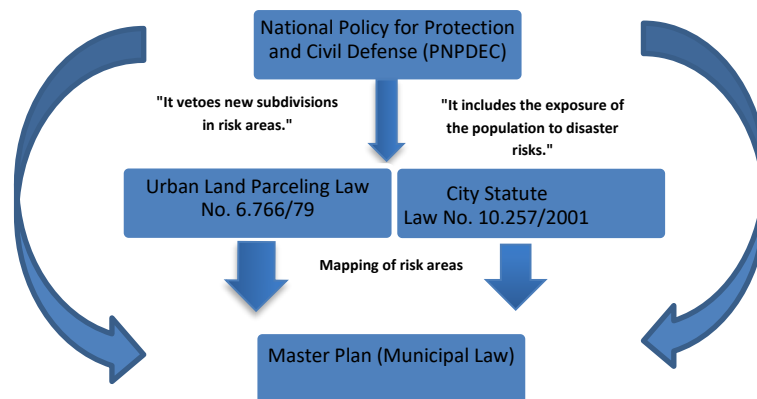 National Policy for Protection
and Civil Defense (PNPDEC)
"It vetoes new subdivisions
in risk areas."
"It includes the exposure of
the population to disaster
risks."
Urban Land Parceling Law
No. 6.766/79
City Statute
Law No. 10.257/2001
Mapping of risk areas
Master Plan (Municipal Law)